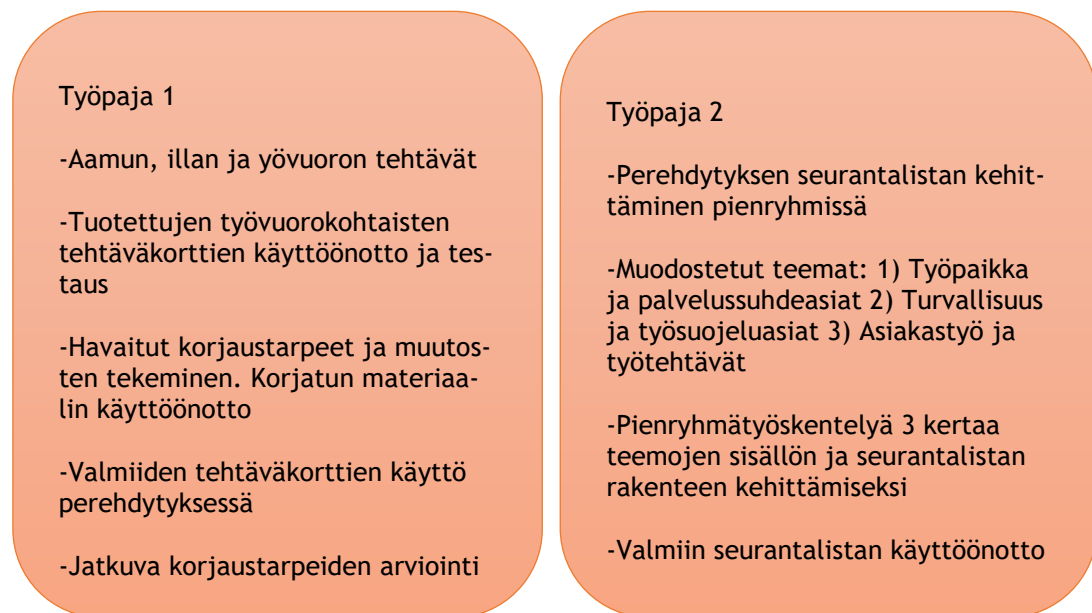 Työpaja 1
-Aamun, illan ja yövuoron tehtävät
-Tuotettujen työvuorokohtaisten
tehtäväkorttien käyttöönotto ja tes-
taus
-Havaitut korjaustarpeet ja muutos-
ten tekeminen. Korjatun materiaa-
lin käyttöönotto
-Valmiiden tehtäväkorttien käyttö
perehdytyksessä
-Jatkuva korjaustarpeiden arviointi
Työpaja 2
-Perehdytyksen seurantalistan kehit-
täminen pienryhmissä
-Muodostetut teemat: 1) Työpaikka
ja palvelussuhdeasiat 2) Turvallisuus
ja työsuojeluasiat 3) Asiakastyö ja
työtehtävät
-Pienryhmätyöskentelyä 3 kertaa
teemojen sisällön ja seurantalistan
rakenteen kehittämiseksi
-Valmiin seurantalistan käyttöönotto